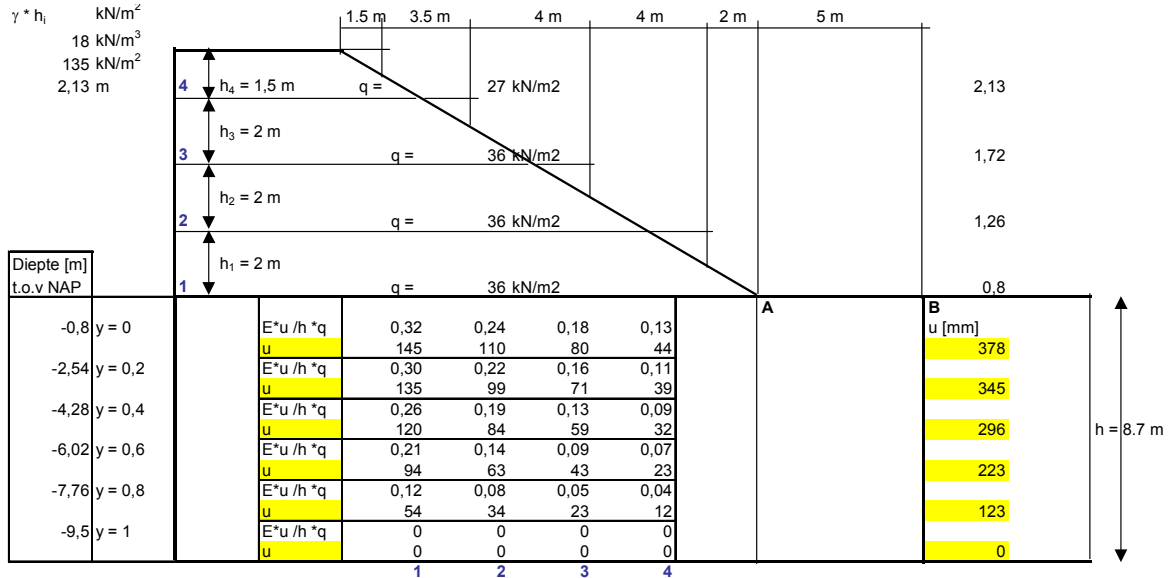 γ * hᵢ kN/m²
1.5 m 3.5 m 4 m 4 m 2 m 5 m
18 kN/m³
135 kN/m²
2,13 m 4 h₄ = 1,5 m q = 27 kN/m2 2,13
h₃ = 2 m
3 q = 36 kN/m2 1,72
h₂ = 2 m
2 q = 36 kN/m2 1,26
Diepte [m] h₁ = 2 m
t.o.v NAP 1 q = 36 kN/m2 0,8
A B
-0,8 y = 0 E*u /h *q 0,32 0,24 0,18 0,13 u [mm]
u 145 110 80 44 378
-2,54 y = 0,2 E*u /h *q 0,30 0,22 0,16 0,11
u 135 99 71 39 345
-4,28 y = 0,4 E*u /h *q 0,26 0,19 0,13 0,09
u 120 84 59 32 296 h = 8.7 m
-6,02 y = 0,6 E*u /h *q 0,21 0,14 0,09 0,07
u 94 63 43 23 223
-7,76 y = 0,8 E*u /h *q 0,12 0,08 0,05 0,04
u 54 34 23 12 123
-9,5 y = 1 E*u /h *q 0 0 0 0
u 0 0 0 0 0
1 2 3 4